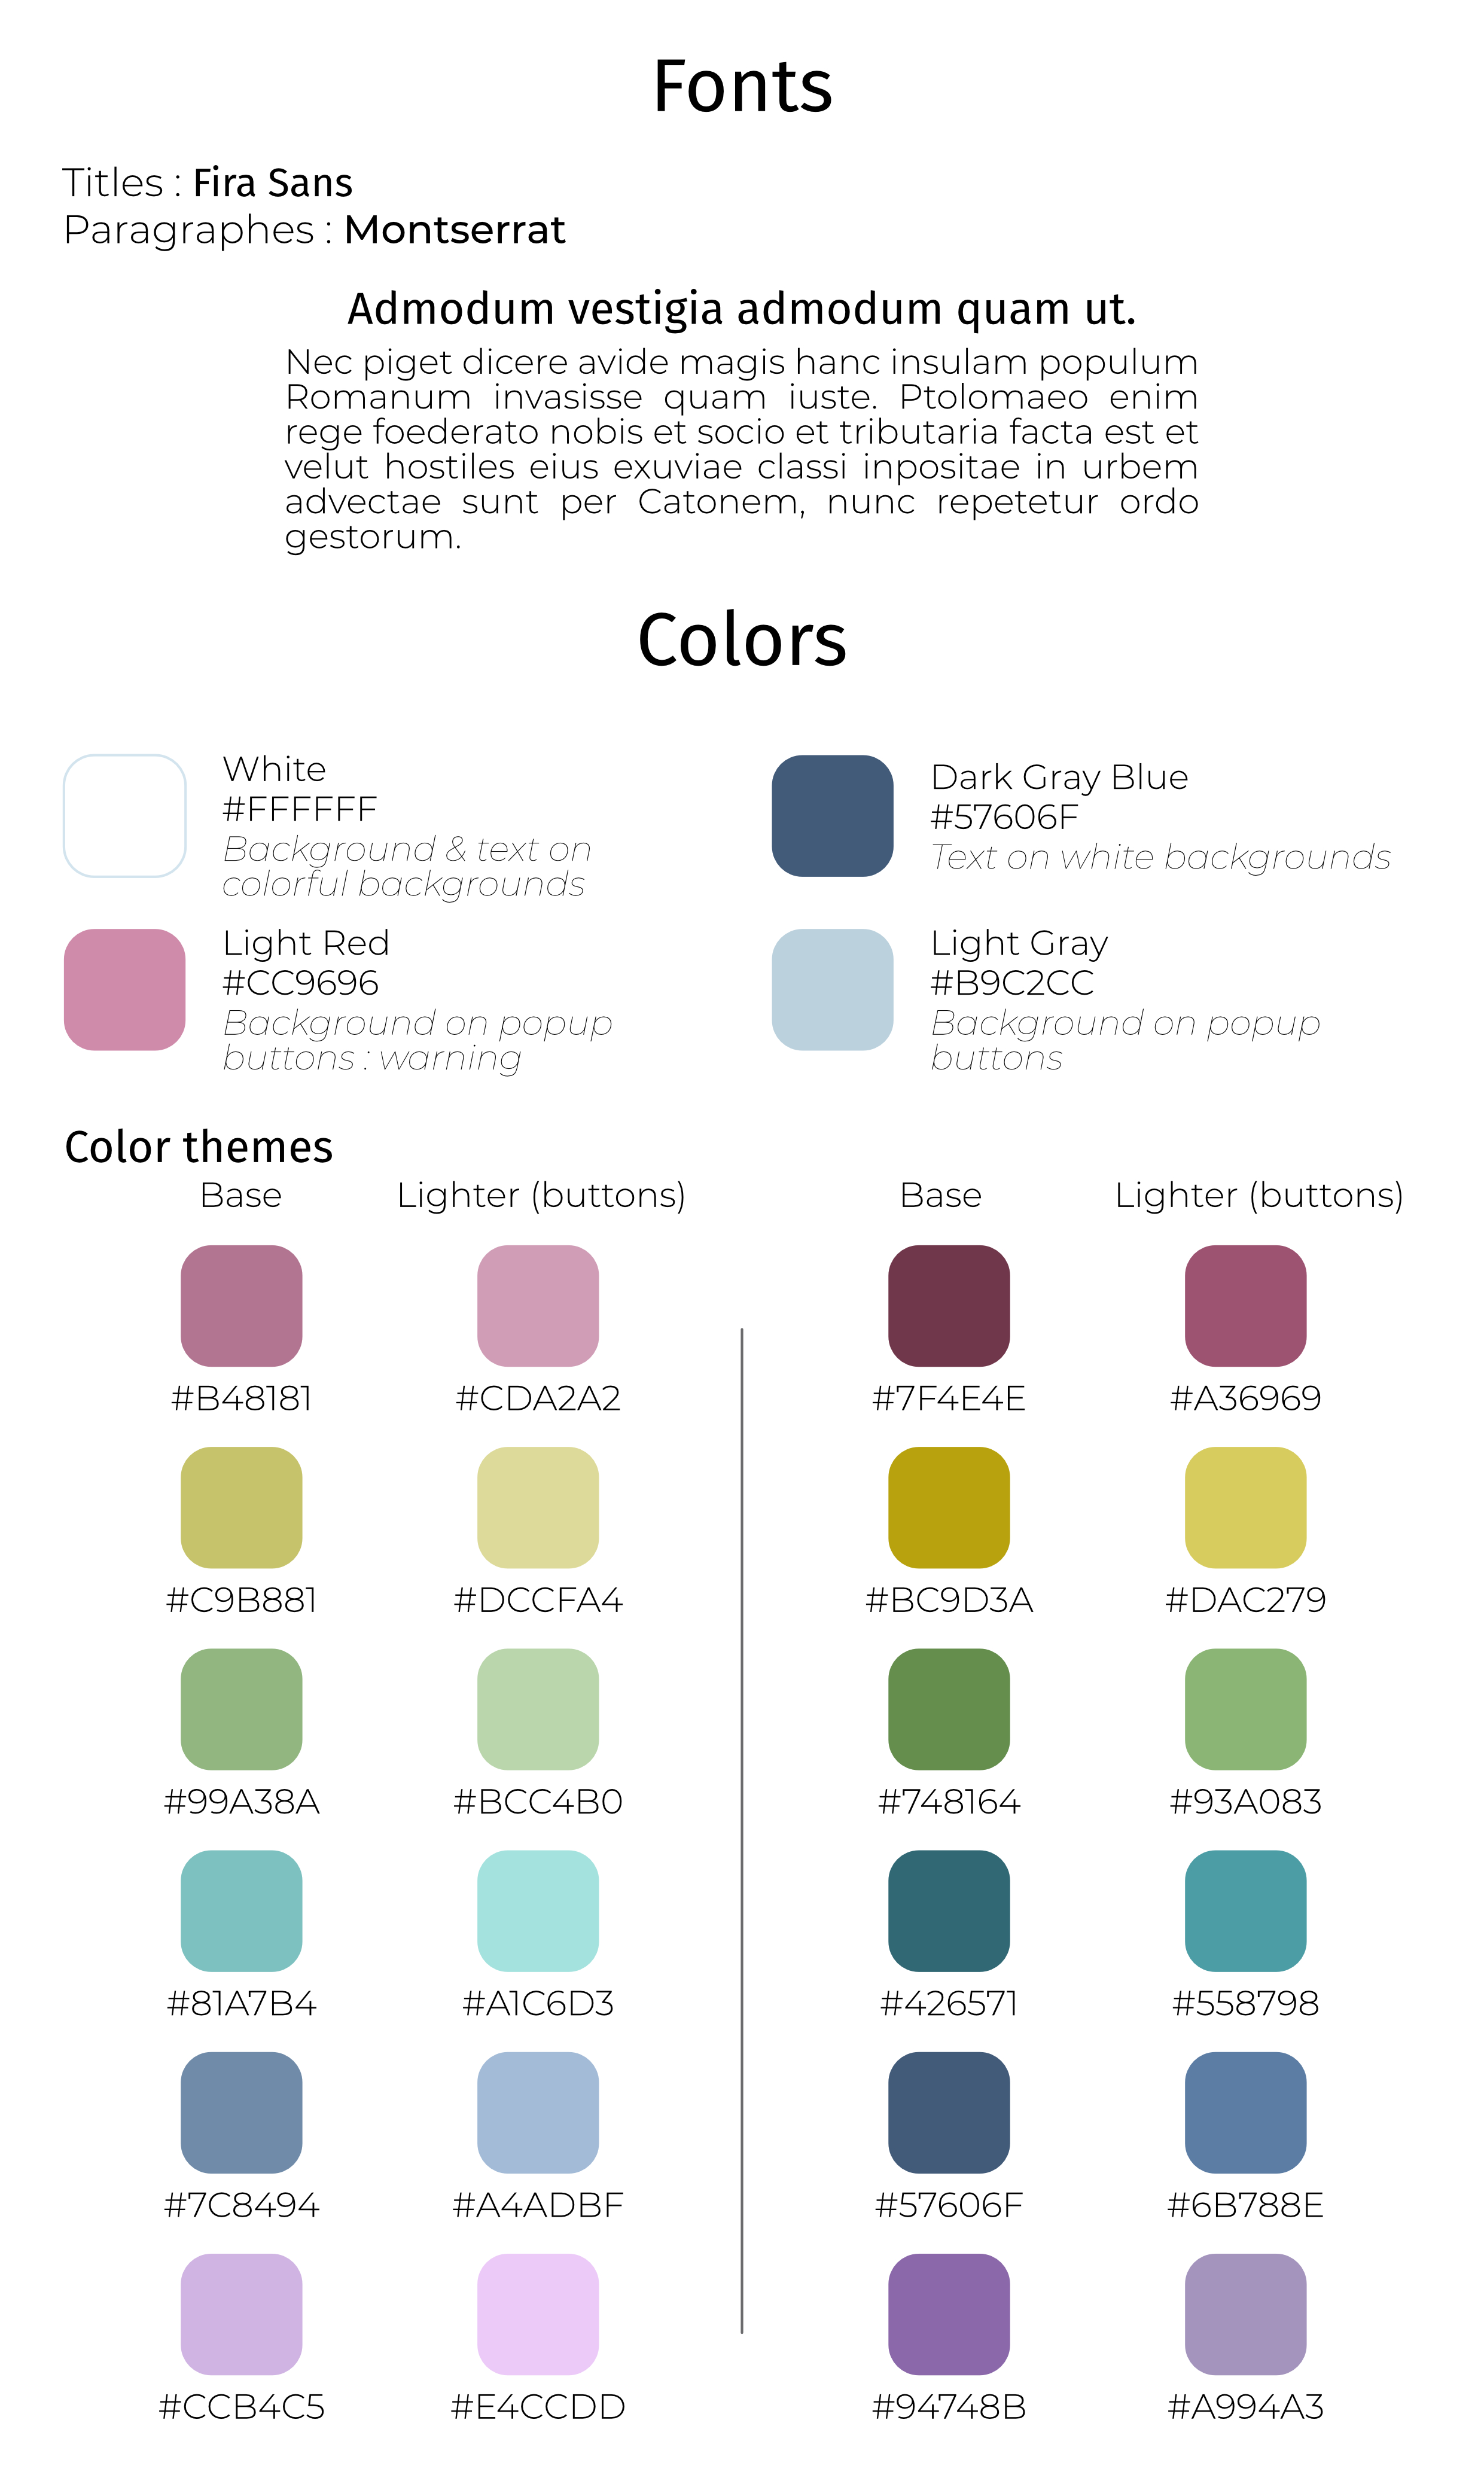 Fonts
Titles : Fira Sans
Paragraphes : Montserrat
Admodum vestigia admodum quam ut.
Nec piget dicere avide magis hanc insulam populum
Romanum invasisse quam iuste. Ptolomaeo enim
rege foederato nobis et socio et tributaria facta est et
velut hostiles eius exuviae classi inpositae in urbem
advectae sunt per Catonem, nunc repetetur ordo
gestorum.
Colors
White
#FFFFFF
Background & text on
colorful backgrounds
Dark Gray Blue
#57606F
Text on white backgrounds
Light Red
#CC9696
Background on popup
buttons : warning
Light Gray
#B9C2CC
Background on popup
buttons
Color themes
Base Lighter (buttons) Base Lighter (buttons)
#B48181 #CDA2A2 #7F4E4E #A36969
#C9B881 #DCCFA4 #BC9D3A #DAC279
#99A38A #BCC4B0 #748164 #93A083
#81A7B4 #A1C6D3 #426571 #558798
#7C8494 #A4ADBF #57606F #6B788E
#CCB4C5 #E4CCDD #94748B #A994A3